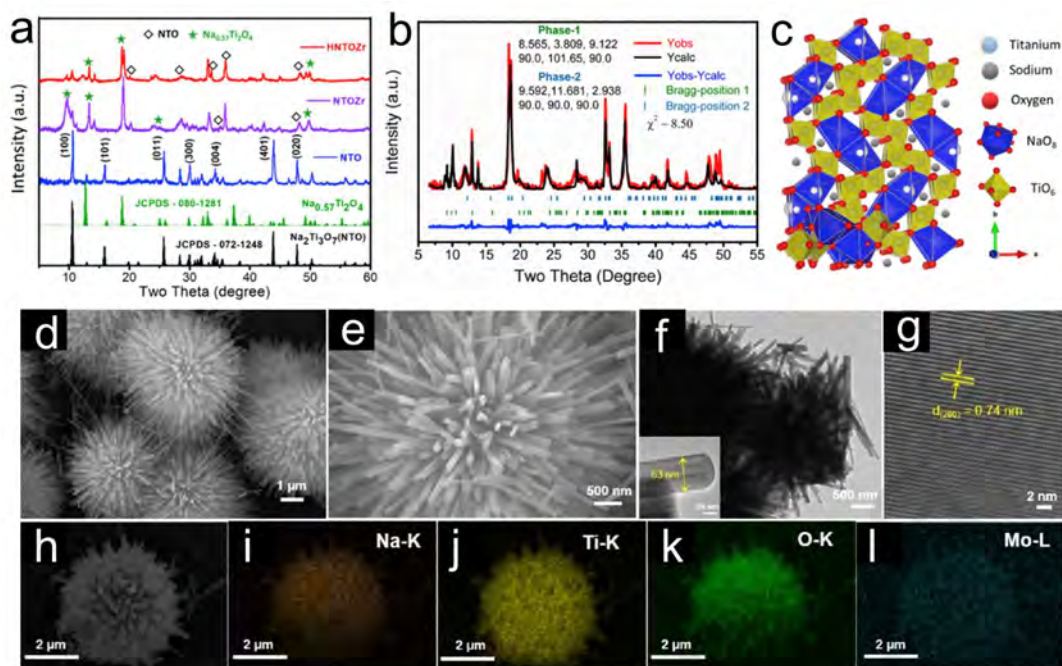 a
HNTOZr
NTO
Na₀.₅₇Ti₂O₄
NTOZr
(100)
(101)
(011)
(300)
(004)
(401)
(020)
NTO
JCPDS - 080-1281
Na₀.₅₇Ti₂O₄
JCPDS - 072-1248
Na₂Ti₃O₇(NTO)
10 20 30 40 50 60
Two Theta (degree)
Intensity (a.u.)
b
Phase-1
8.565, 3.809, 9.122
90.0, 101.65, 90.0
Phase-2
9.592,11.681, 2.938
90.0, 90.0, 90.0
Yobs
Ycalc
Yobs-Ycalc
Bragg-position 1
Bragg-position 2
χ² ~ 8.50
5 10 15 20 25 30 35 40 45 50 55
Two Theta (Degree)
Intensity (a.u.)
c
Titanium
Sodium
Oxygen
NaO₈
TiO₆
d
1 µm
e
500 nm
f
63 nm
500 nm
g
d(200) = 0.74 nm
2 nm
h
2 µm
i
Na-K
2 µm
j
Ti-K
2 µm
k
O-K
2 µm
l
Mo-L
2 µm